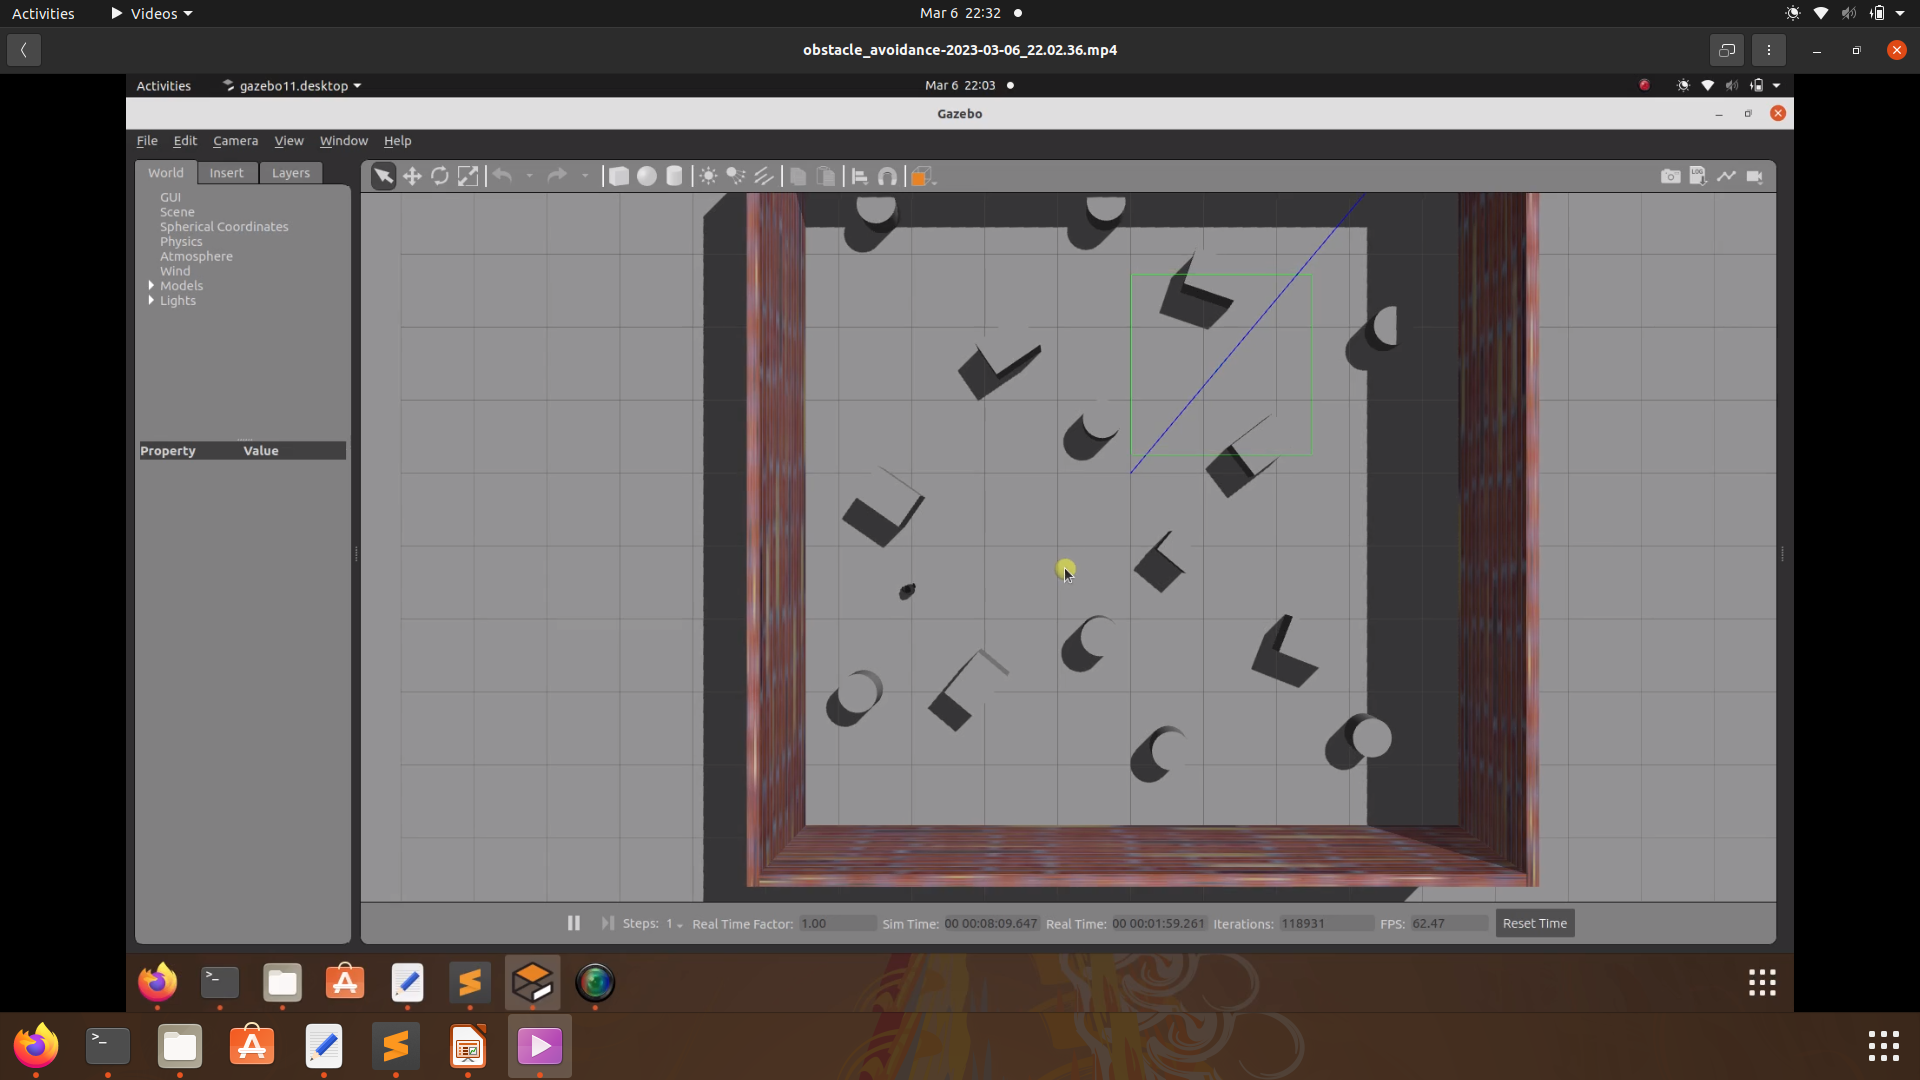 Activities Videos Mar 6 22:32
obstacle_avoidance-2023-03-06_22.02.36.mp4
Activities gazebo11.desktop Mar 6 22:03
Gazebo
File Edit Camera View Window Help
World Insert Layers
GUI
Scene
Spherical Coordinates
Physics
Atmosphere
Wind
Models
Lights
Property Value
LOG
Steps: 1 Real Time Factor: 1.00 Sim Time: 00 00:08:09.647 Real Time: 00 00:01:59.261 Iterations: 118931 FPS: 62.47 Reset Time